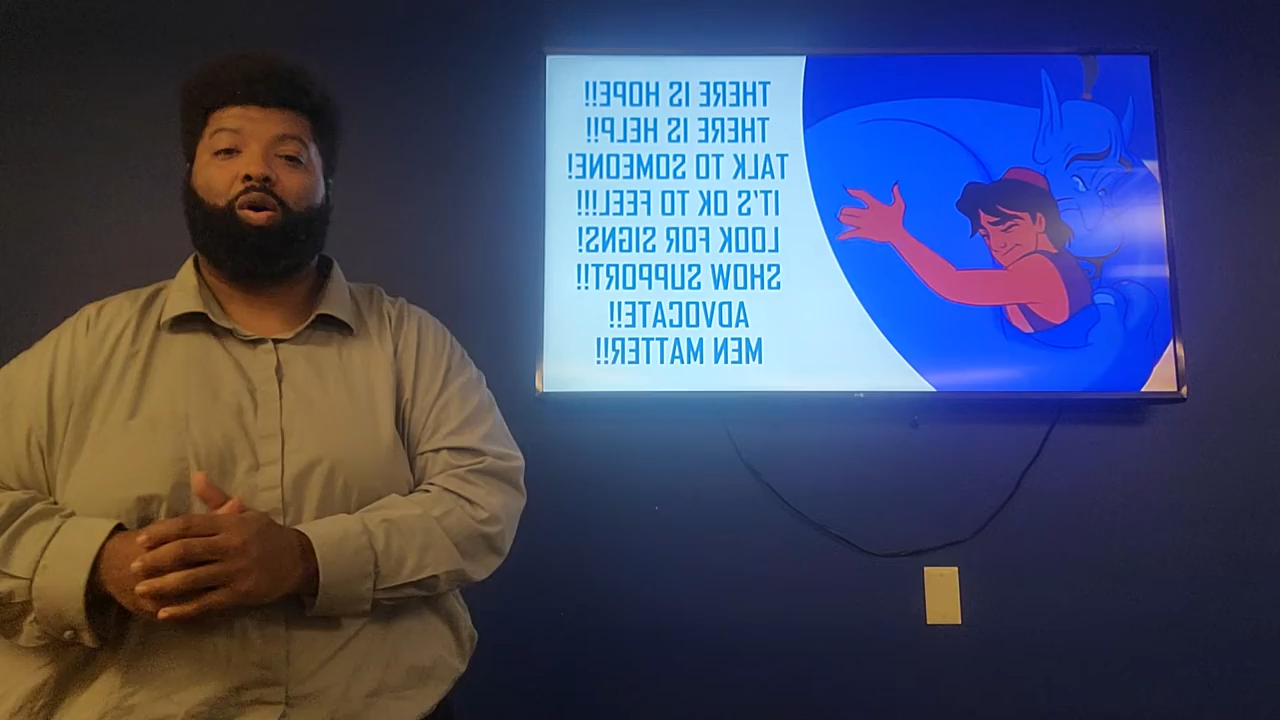 THERE IS HOPE!!
THERE IS HELP!!
TALK TO SOMEONE!
IT'S OK TO FEEL!!!
LOOK FOR SIGNS!
SHOW SUPPORT!!
ADVOCATE!!
MEN MATTER!!